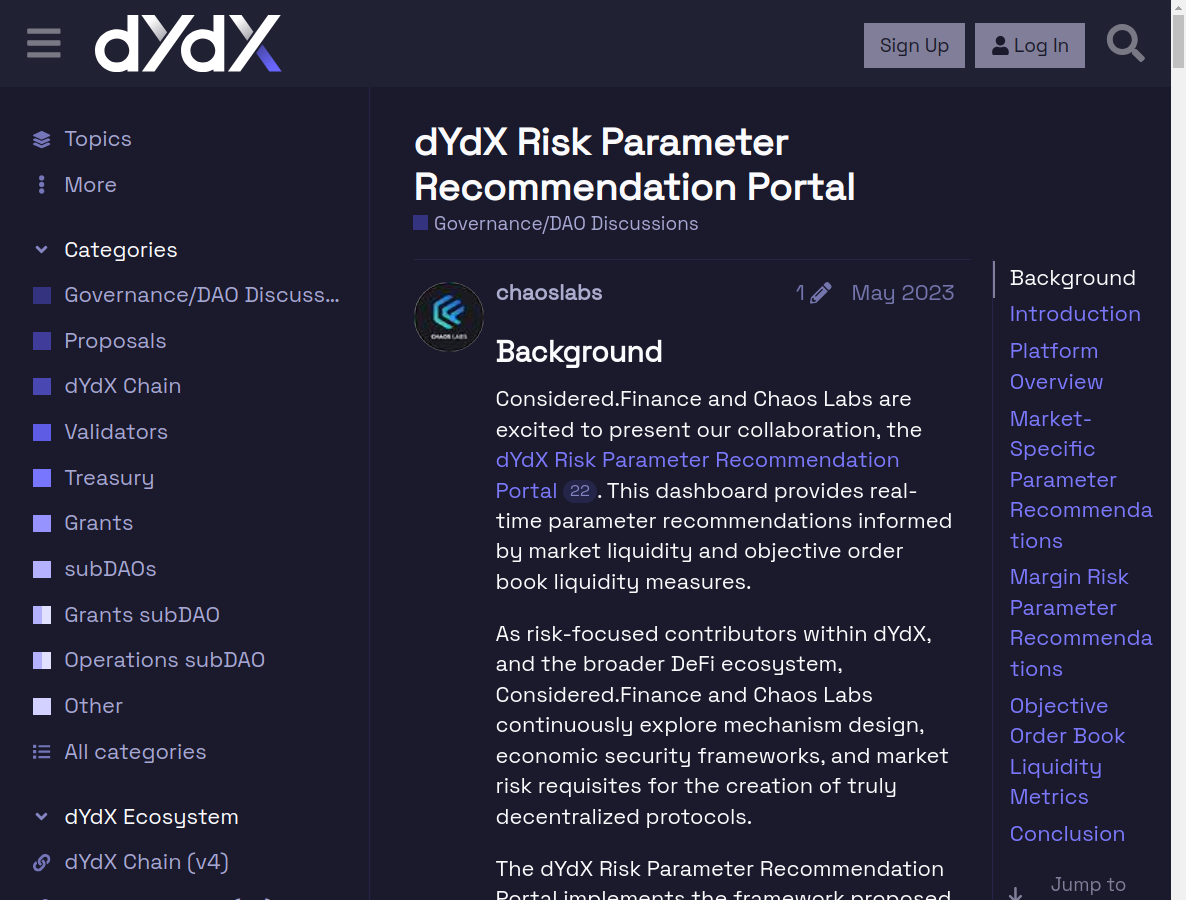 dYdX
Sign Up
Log In
Topics
More
Categories
Governance/DAO Discuss...
Proposals
dYdX Chain
Validators
Treasury
Grants
subDAOs
Grants subDAO
Operations subDAO
Other
All categories
dYdX Ecosystem
dYdX Chain (v4)
dYdX Risk Parameter
Recommendation Portal
Governance/DAO Discussions
chaoslabs
1
May 2023
CHAOS LABS
Background
Considered.Finance and Chaos Labs are
excited to present our collaboration, the
dYdX Risk Parameter Recommendation
Portal 22. This dashboard provides real-
time parameter recommendations informed
by market liquidity and objective order
book liquidity measures.
As risk-focused contributors within dYdX,
and the broader DeFi ecosystem,
Considered.Finance and Chaos Labs
continuously explore mechanism design,
economic security frameworks, and market
risk requisites for the creation of truly
decentralized protocols.
The dYdX Risk Parameter Recommendation
Portal implements the framework proposed
Background
Introduction
Platform
Overview
Market-
Specific
Parameter
Recommenda
tions
Margin Risk
Parameter
Recommenda
tions
Objective
Order Book
Liquidity
Metrics
Conclusion
Jump to